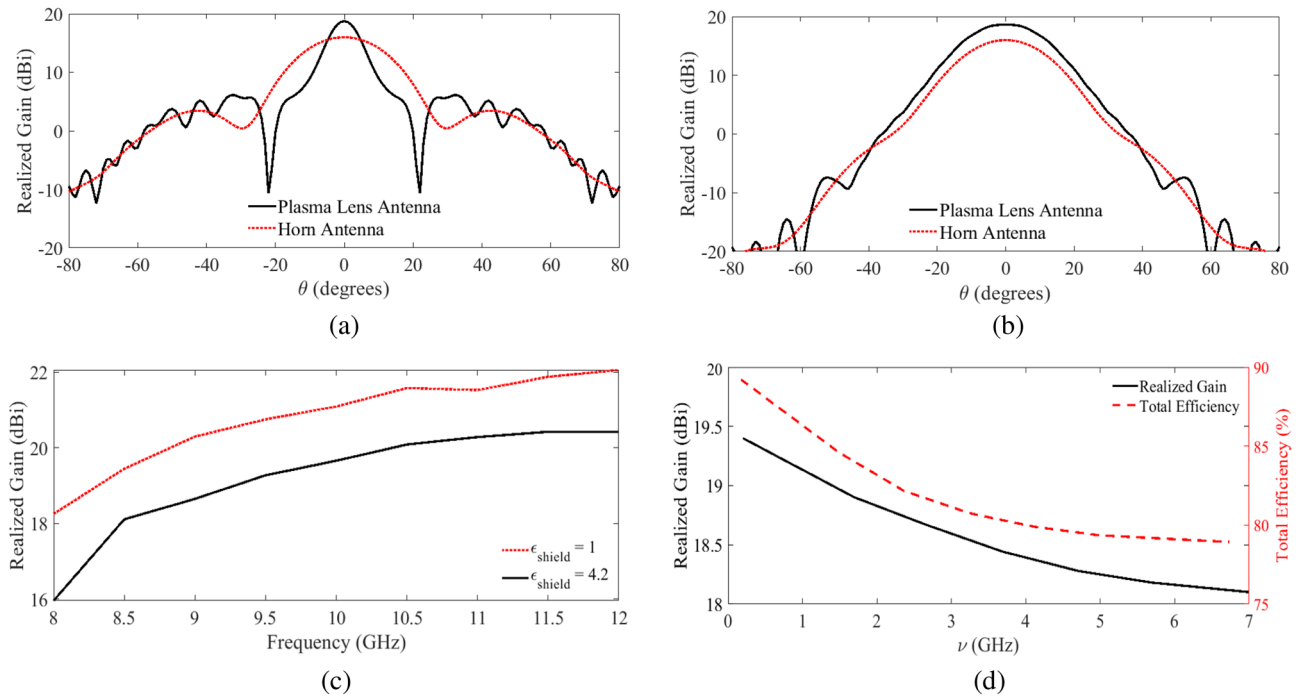 20
10
0
-10
-20
Realized Gain (dBi)
Plasma Lens Antenna
Horn Antenna
-80 -60 -40 -20 0 20 40 60 80
θ (degrees)
(a)
20
10
0
-10
-20
Realized Gain (dBi)
Plasma Lens Antenna
Horn Antenna
-80 -60 -40 -20 0 20 40 60 80
θ (degrees)
(b)
22
20
18
16
Realized Gain (dBi)
ϵshield = 1
ϵshield = 4.2
8 8.5 9 9.5 10 10.5 11 11.5 12
Frequency (GHz)
(c)
20
19.5
19
18.5
18
Realized Gain (dBi)
Realized Gain
Total Efficiency
90
85
80
75
Total Efficiency (%)
0 1 2 3 4 5 6 7
ν (GHz)
(d)